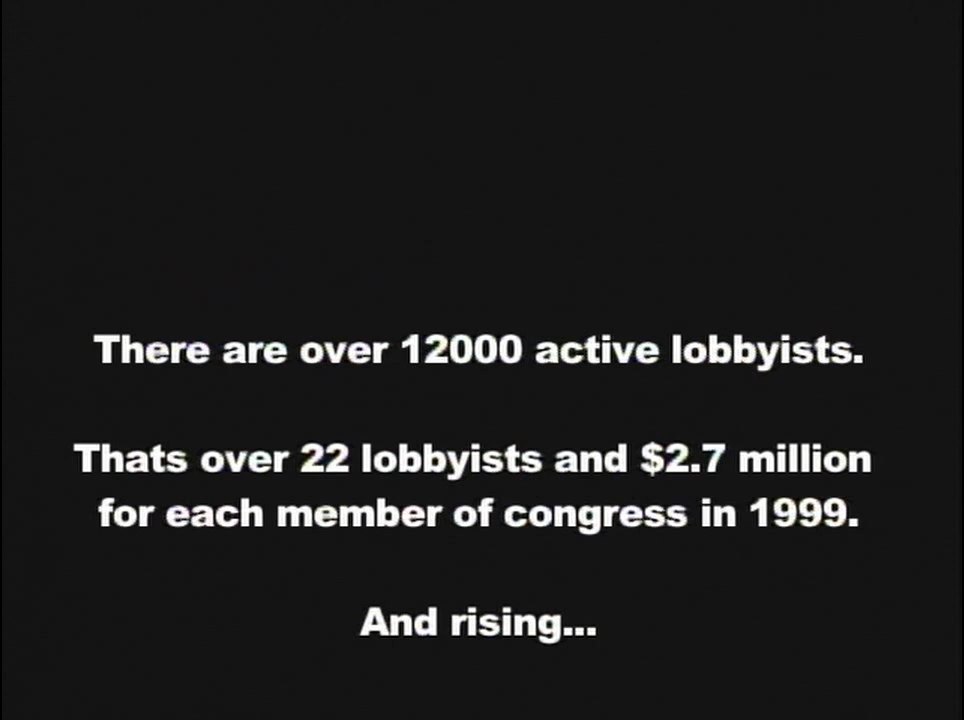 There are over 12000 active lobbyists.
Thats over 22 lobbyists and $2.7 million
for each member of congress in 1999.
And rising...